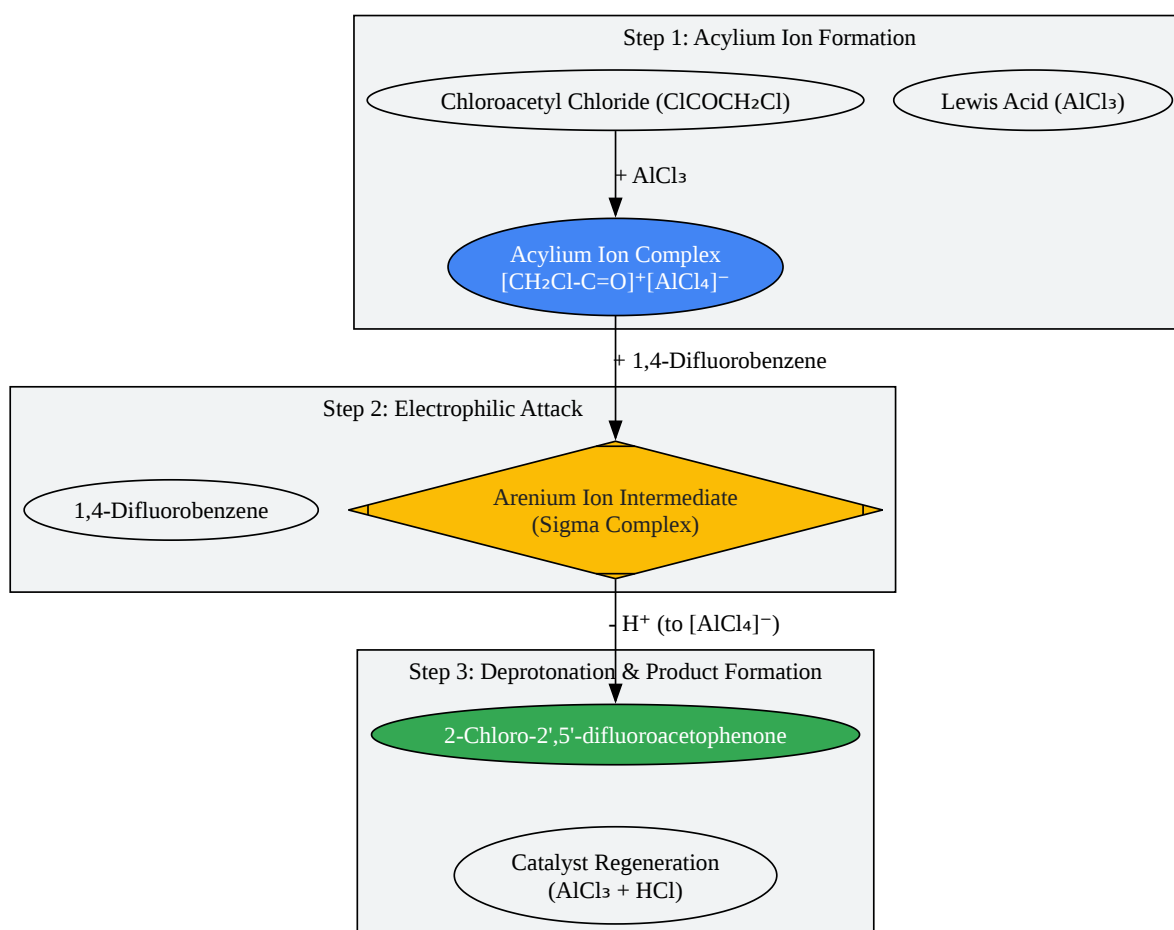 Step 1: Acylium Ion Formation
Chloroacetyl Chloride (ClCOCH₂Cl)
Lewis Acid (AlCl₃)
+ AlCl₃
Acylium Ion Complex
[CH₂Cl-C=O]⁺[AlCl₄]⁻
+ 1,4-Difluorobenzene
Step 2: Electrophilic Attack
1,4-Difluorobenzene
Arenium Ion Intermediate
(Sigma Complex)
- H⁺ (to [AlCl₄]⁻)
Step 3: Deprotonation & Product Formation
2-Chloro-2',5'-difluoroacetophenone
Catalyst Regeneration
(AlCl₃ + HCl)